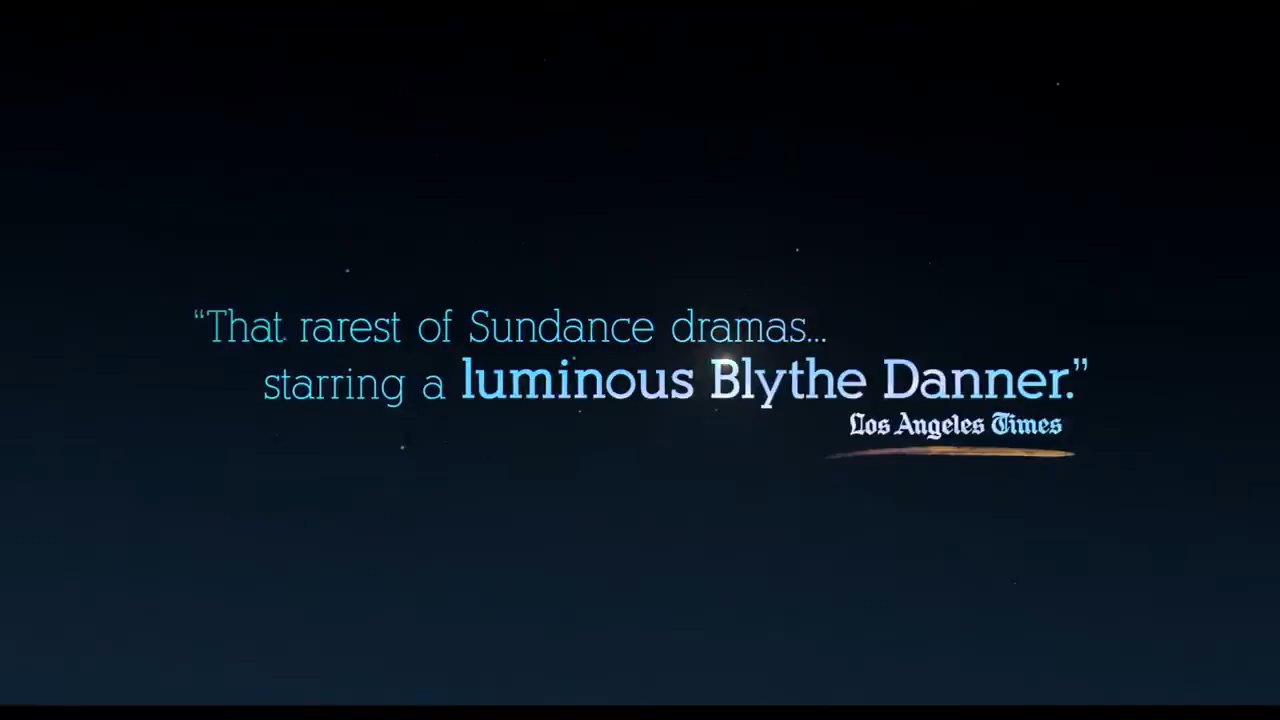 “That rarest of Sundance dramas...
starring a luminous Blythe Danner.”
Los Angeles Times